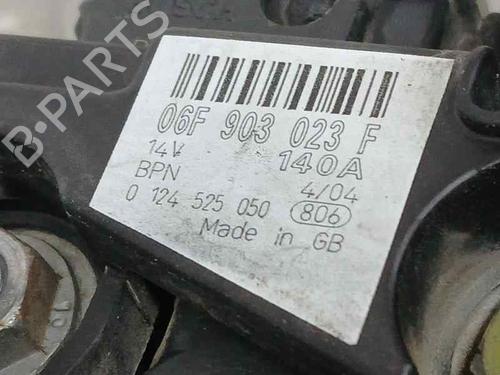 B-PARTS
06F 903 023 F
14V 140A
BPN 4/04
0 124 525 050 806
Made in GB